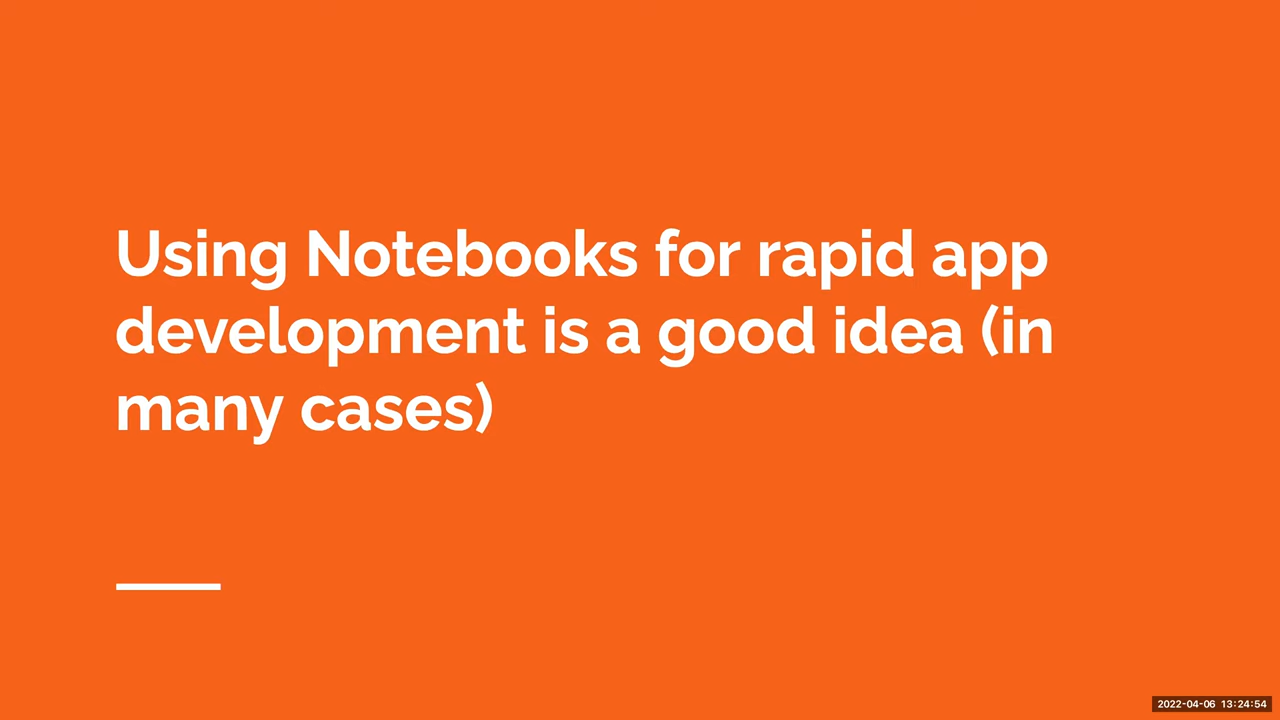 Using Notebooks for rapid app
development is a good idea (in
many cases)
2022-04-06 13:24:54